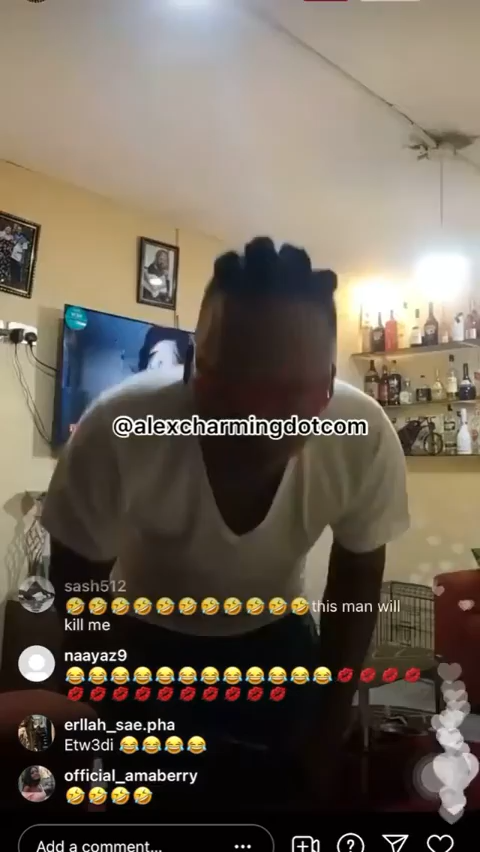 @alexcharmingdotcom
sash512
🤣🤣🤣🤣🤣🤣🤣🤣🤣🤣🤣this man will
kill me
naayaz9
😂😂😂😂😂😂😂😂😂😂😂😂💋💋💋💋
💋💋💋💋💋💋💋💋💋💋
erllah_sae.pha
Etw3di 😂😂😂😂
official_amaberry
🤣🤣🤣🤣
Add a comment...